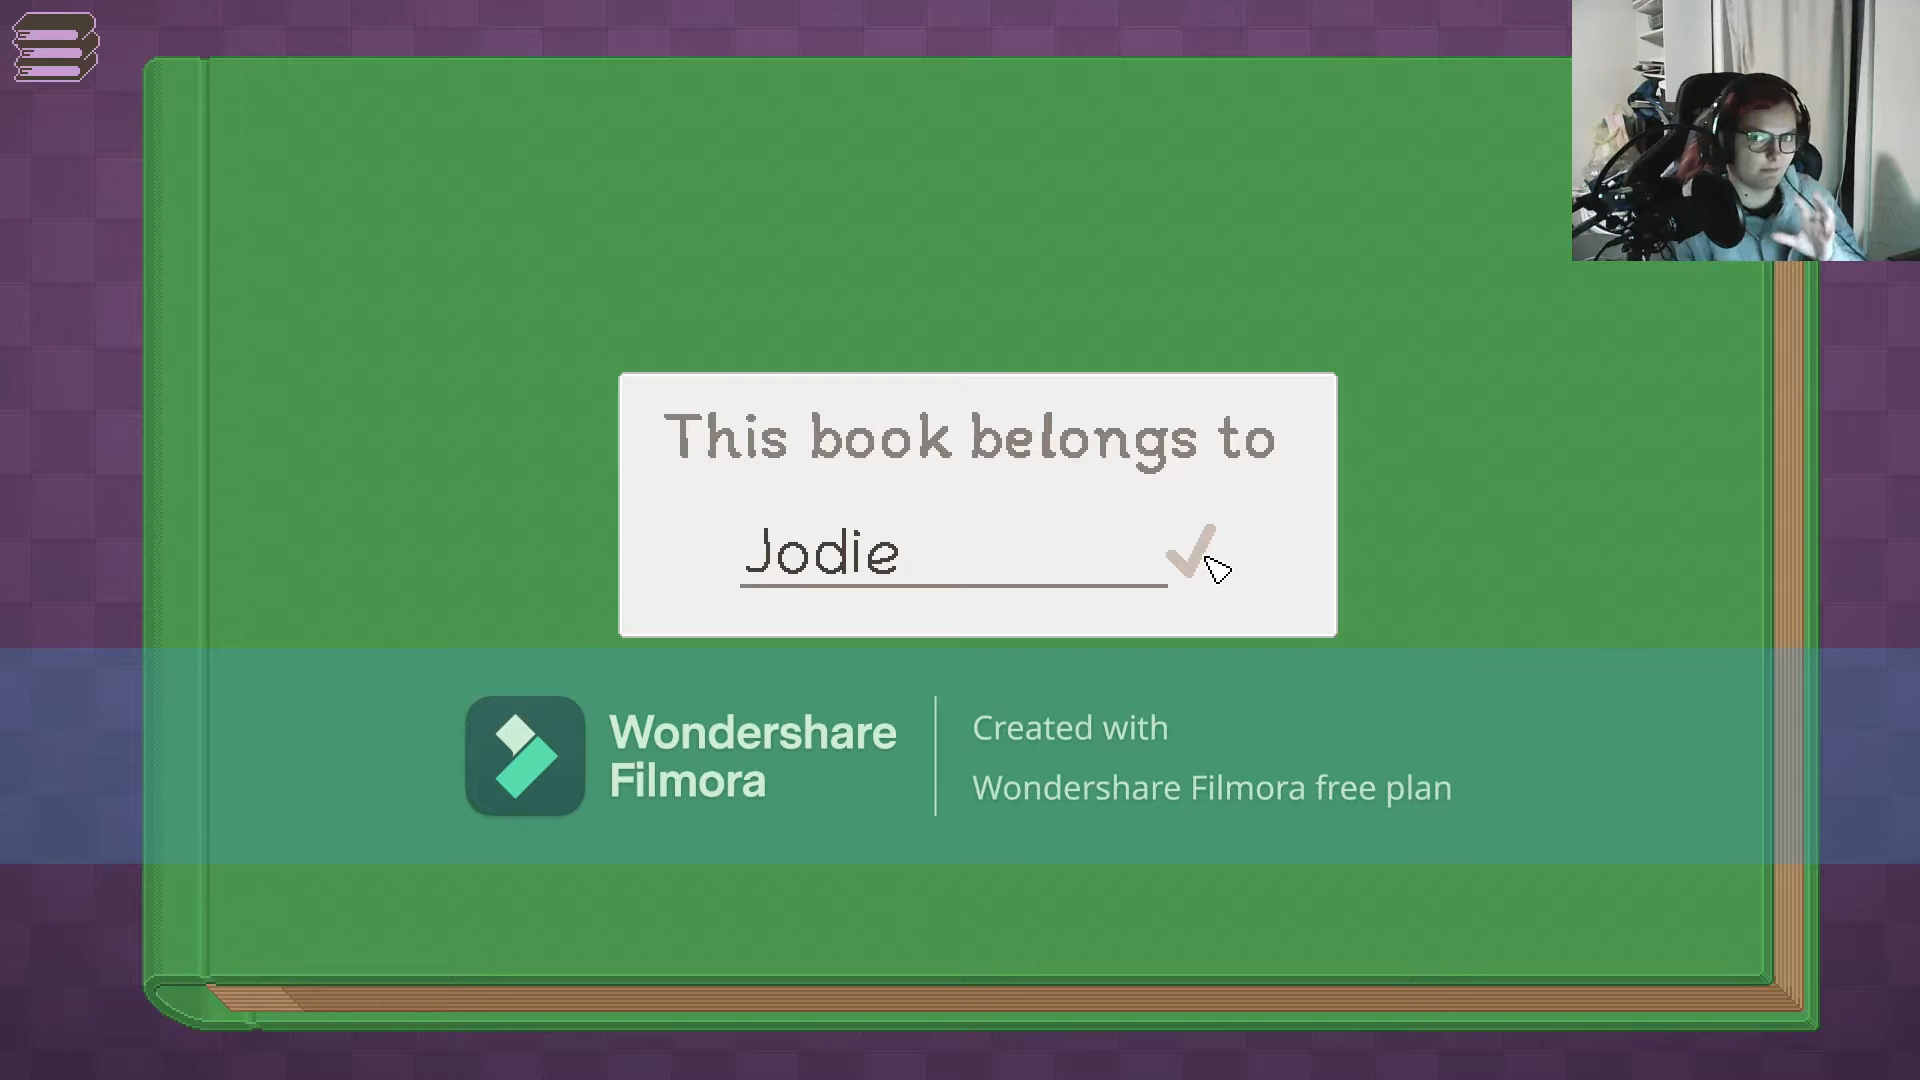 This book belongs to
Jodie
Wondershare
Filmora
Created with
Wondershare Filmora free plan